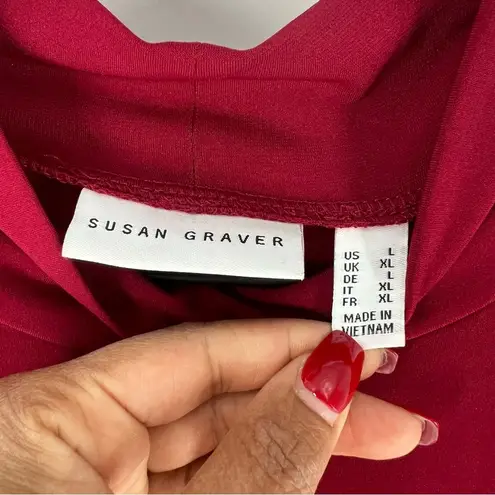 SUSAN GRAVER
US L
UK XL
DE L
IT XL
FR XL
MADE IN
VIETNAM